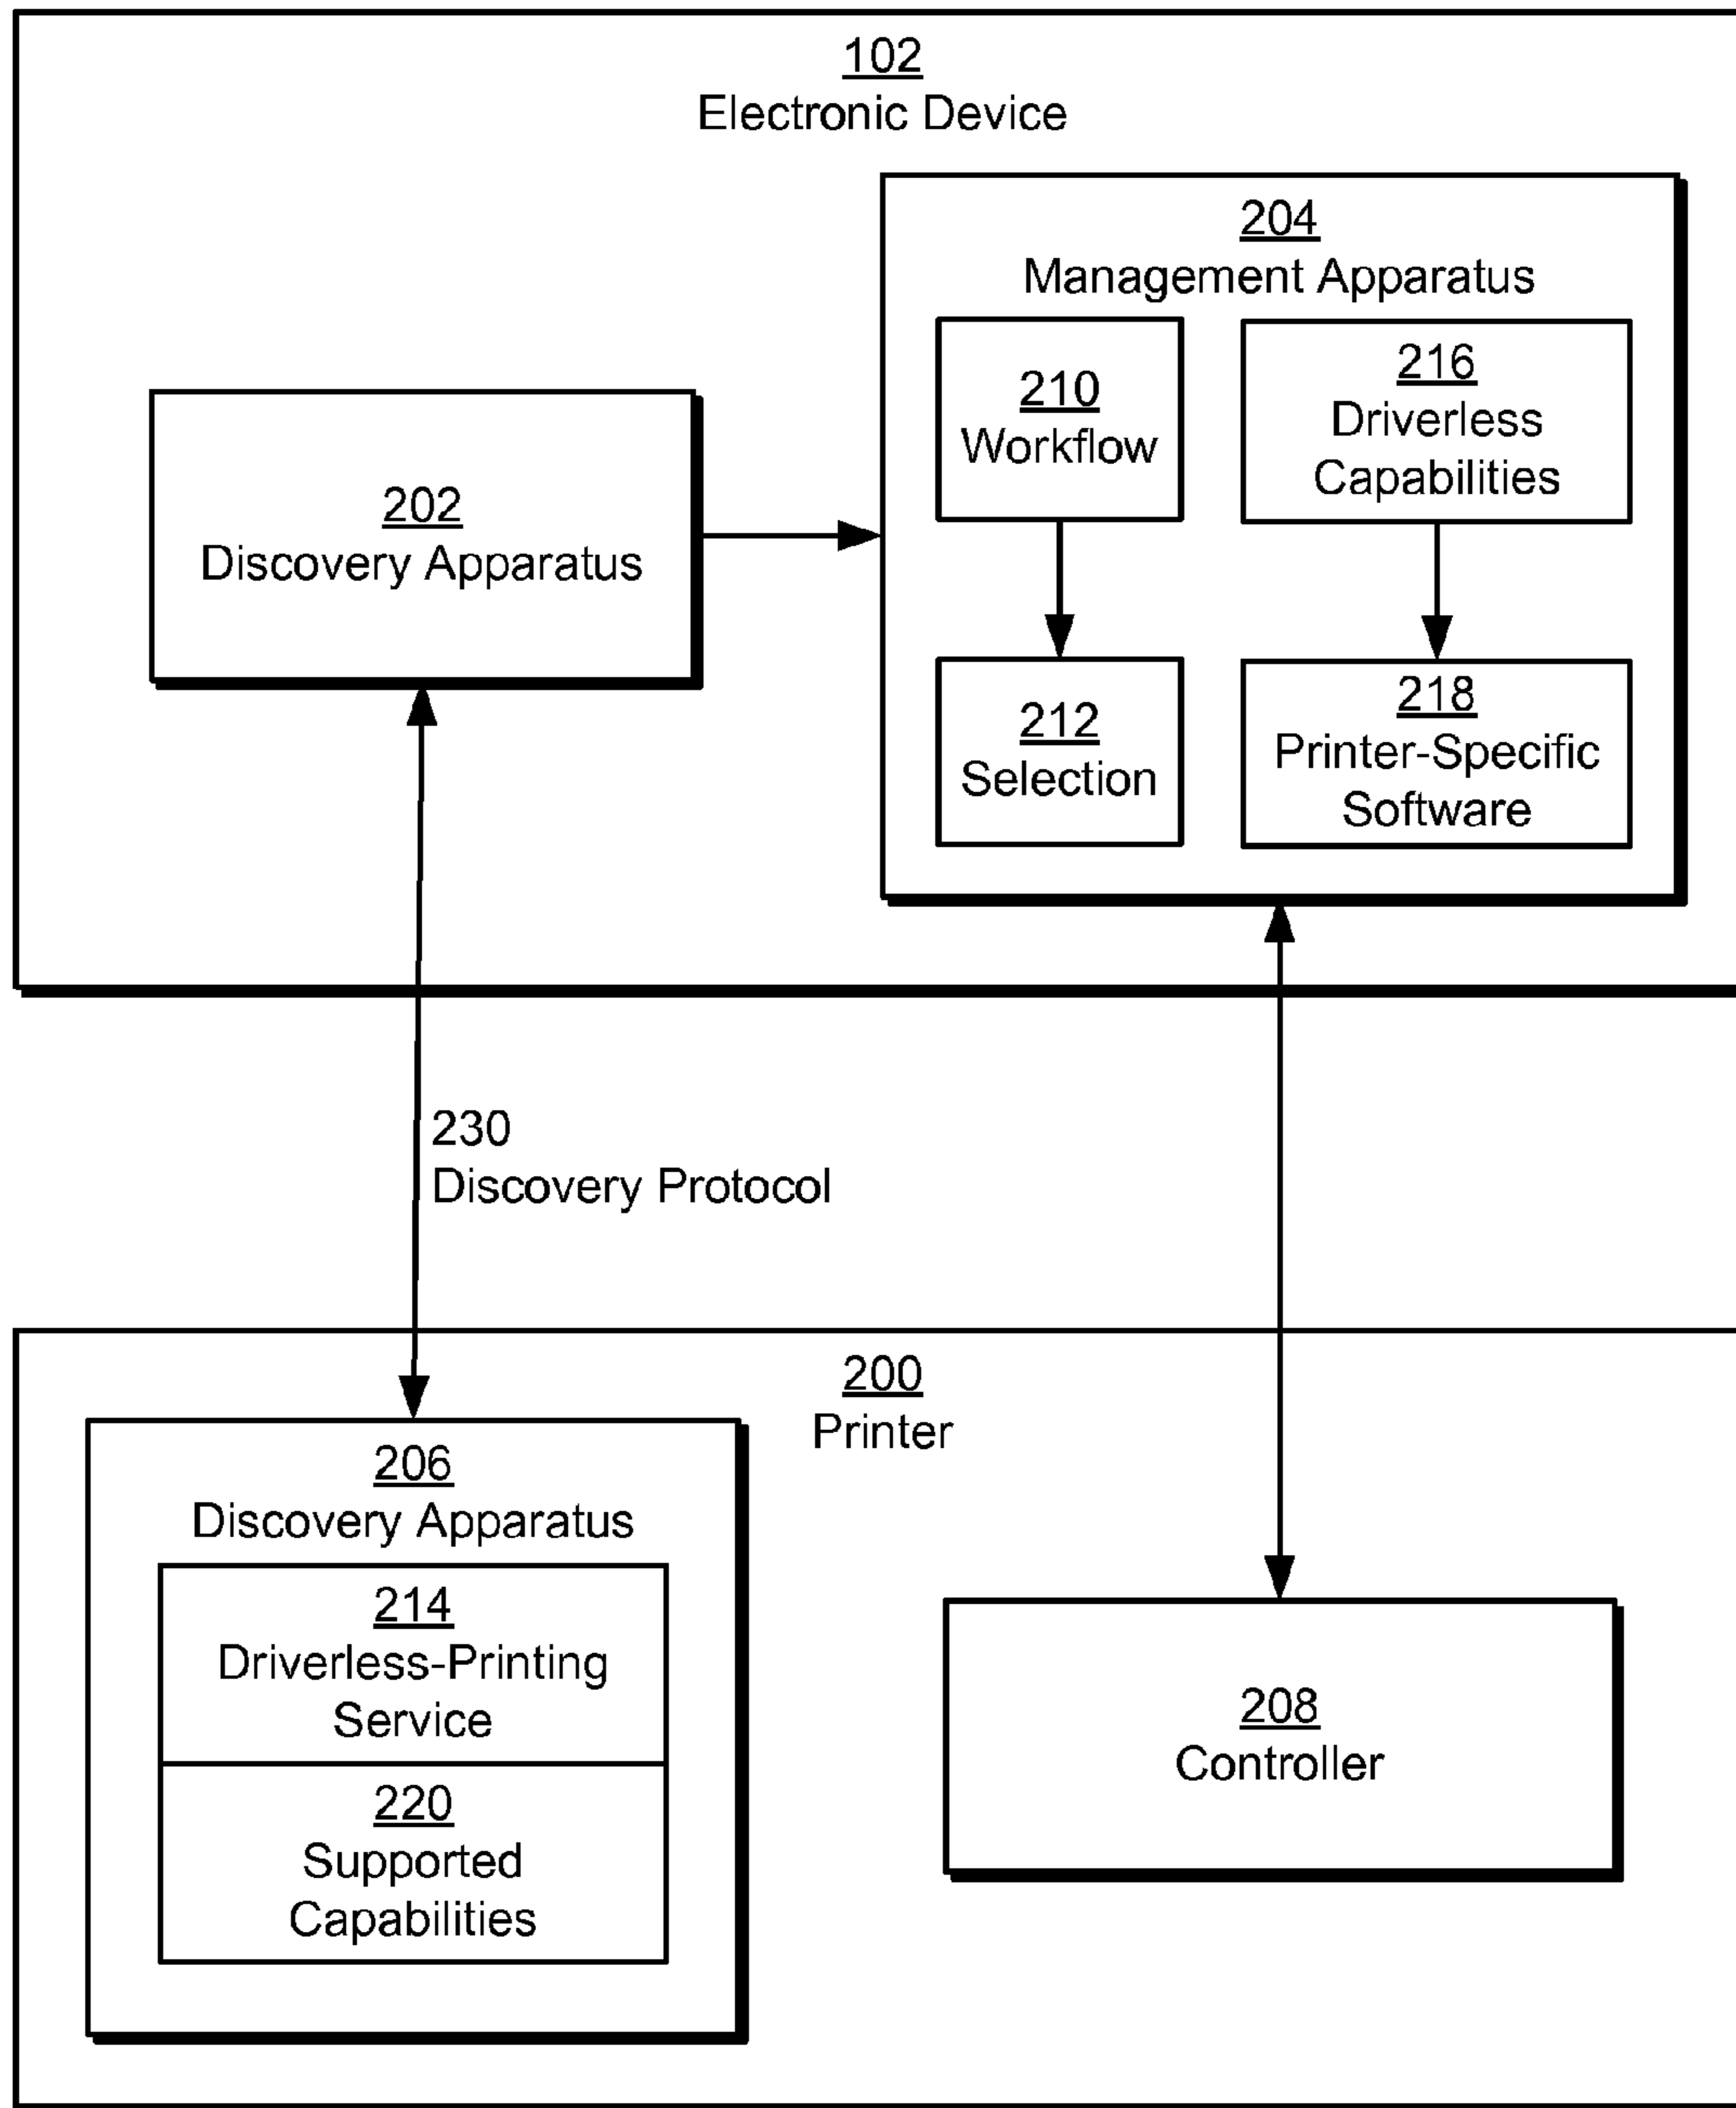 102
Electronic Device
204
Management Apparatus
210
Workflow
216
Driverless
Capabilities
202
Discovery Apparatus
212
Selection
218
Printer-Specific
Software
230
Discovery Protocol
200
Printer
206
Discovery Apparatus
214
Driverless-Printing
Service
220
Supported
Capabilities
208
Controller